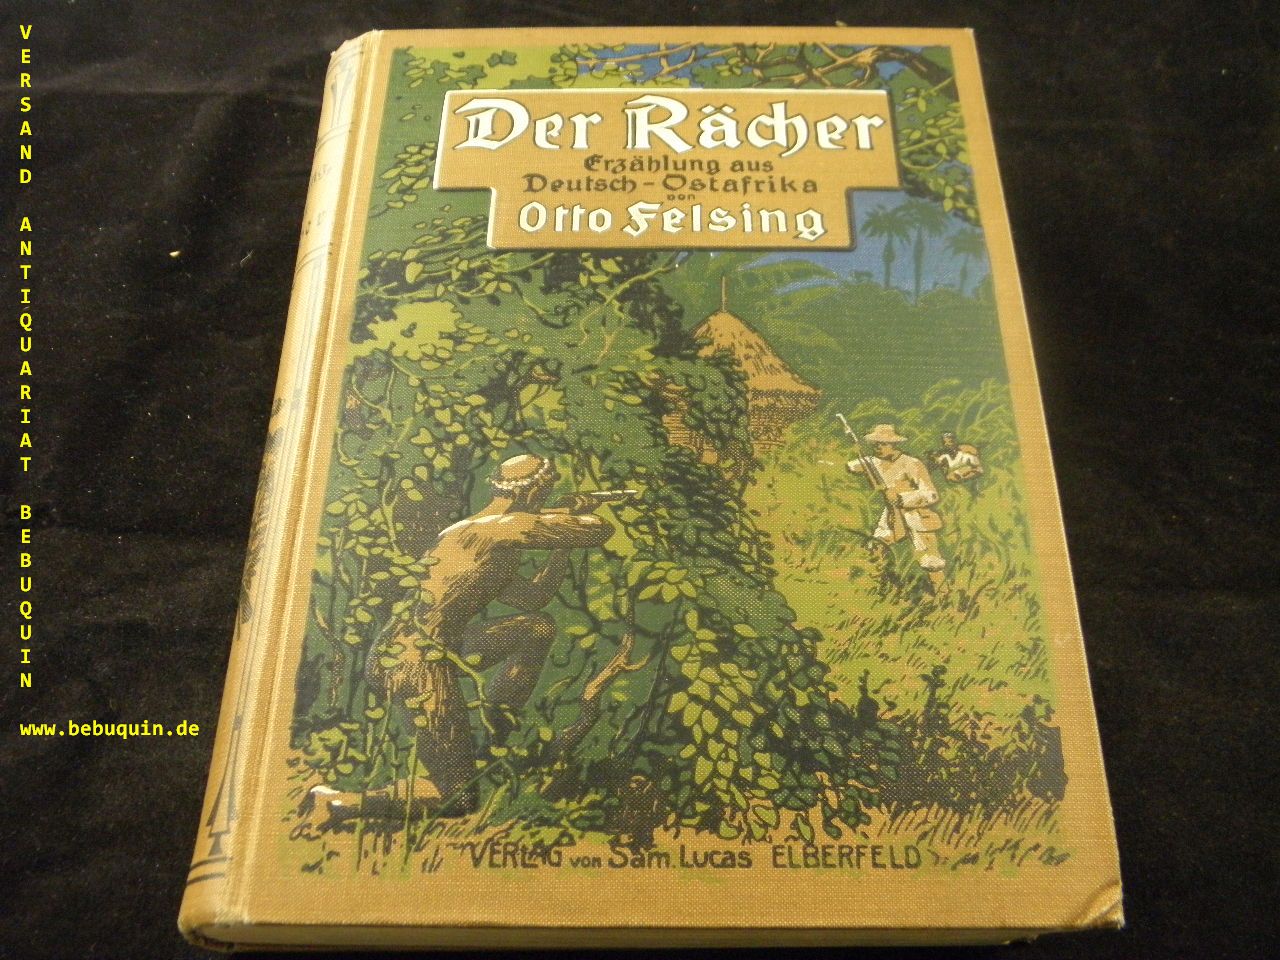 VERSAND ANTIQUARIAT BEBUQUIN
www.bebuquin.de
Der Rächer
Erzählung aus
Deutsch-Ostafrika
von
Otto Felsing
VERLAG von Sam. Lucas ELBERFELD